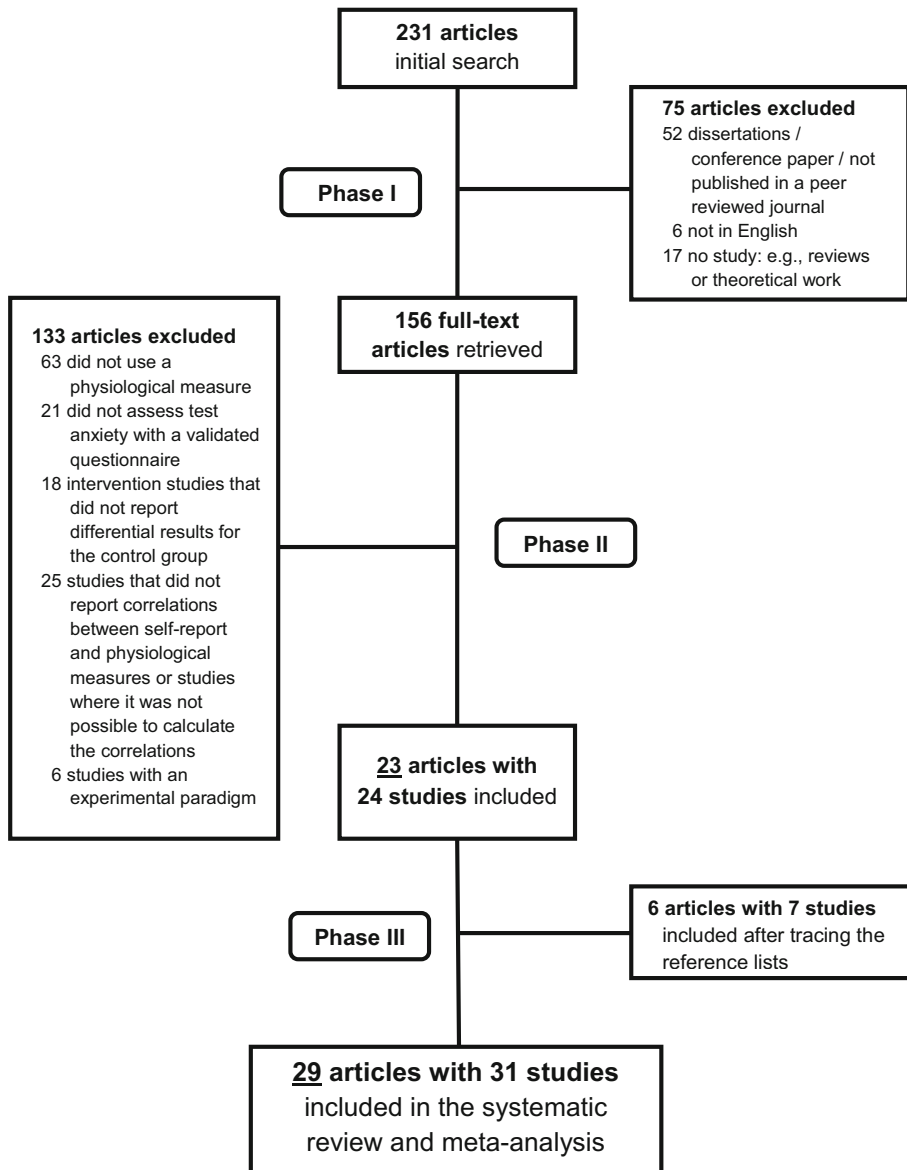 231 articles
initial search
75 articles excluded
52 dissertations /
conference paper / not
published in a peer
reviewed journal
6 not in English
17 no study: e.g., reviews
or theoretical work
Phase I
156 full-text
articles retrieved
133 articles excluded
63 did not use a
physiological measure
21 did not assess test
anxiety with a validated
questionnaire
18 intervention studies that
did not report
differential results for
the control group
25 studies that did not
report correlations
between self-report
and physiological
measures or studies
where it was not
possible to calculate
the correlations
6 studies with an
experimental paradigm
Phase II
23 articles with
24 studies included
Phase III
6 articles with 7 studies
included after tracing the
reference lists
29 articles with 31 studies
included in the systematic
review and meta-analysis